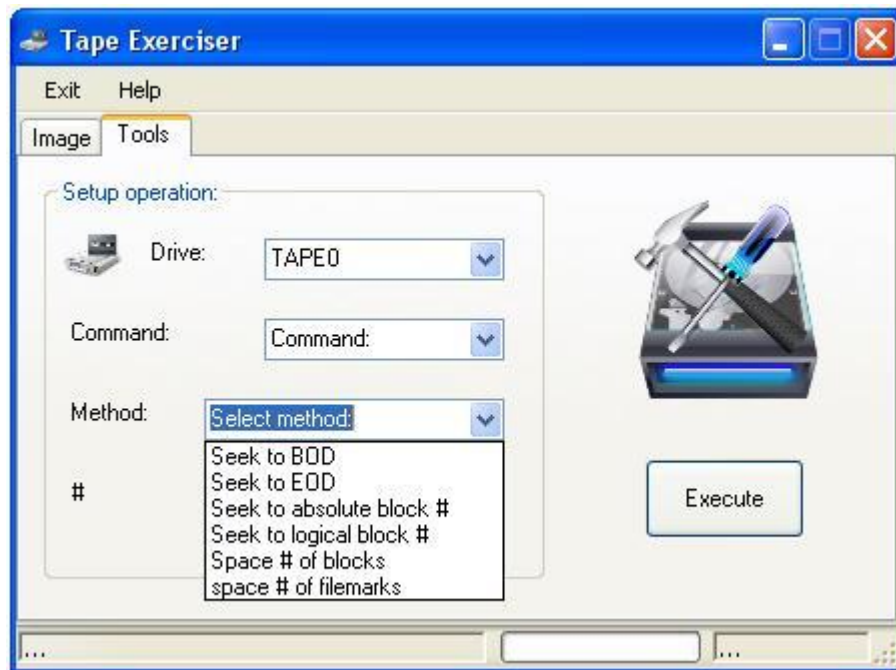 Tape Exerciser
Exit Help
Image Tools
Setup operation:
Drive: TAPE0
Command: Command:
Method: Select method:
Seek to BOD
Seek to EOD
Seek to absolute block #
Seek to logical block #
Space # of blocks
space # of filemarks
#
Execute
... ...